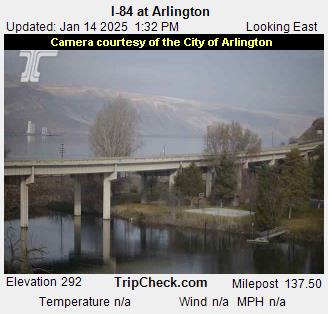 I-84 at Arlington
Updated: Jan 14 2025 1:32 PM Looking East
Camera courtesy of the City of Arlington
Elevation 292 TripCheck.com Milepost 137.50
Temperature n/a Wind n/a MPH n/a